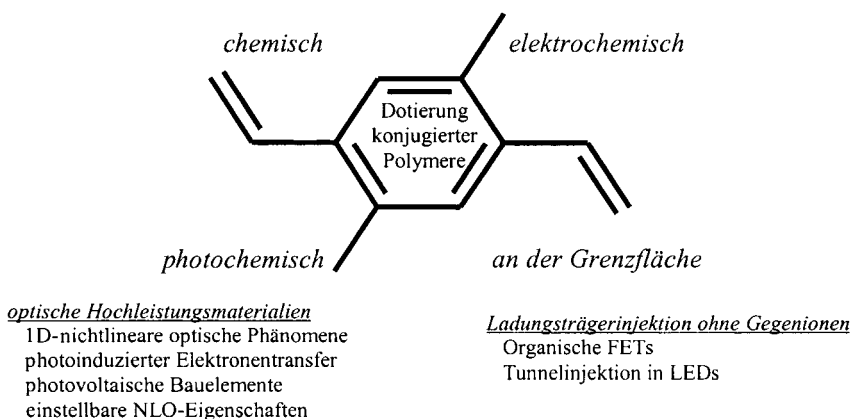 chemisch
elektrochemisch
Dotierung
konjugierter
Polymere
photochemisch
an der Grenzfläche
optische Hochleistungsmaterialien
1D-nichtlineare optische Phänomene
photoinduzierter Elektronentransfer
photovoltaische Bauelemente
einstellbare NLO-Eigenschaften
Ladungsträgerinjektion ohne Gegenionen
Organische FETs
Tunnelinjektion in LEDs